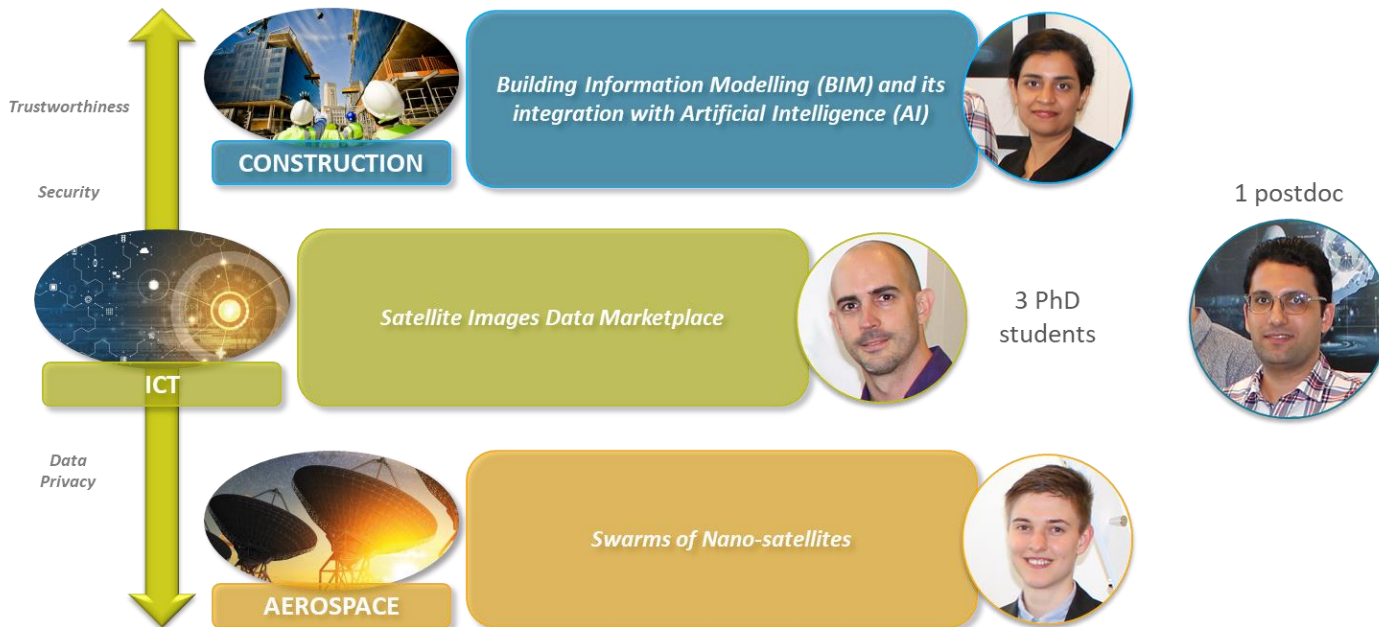 Trustworthiness
Building Information Modelling (BIM) and its
integration with Artificial Intelligence (AI)
CONSTRUCTION
Security
1 postdoc
Satellite Images Data Marketplace
3 PhD
students
ICT
Data
Privacy
Swarms of Nano-satellites
AEROSPACE